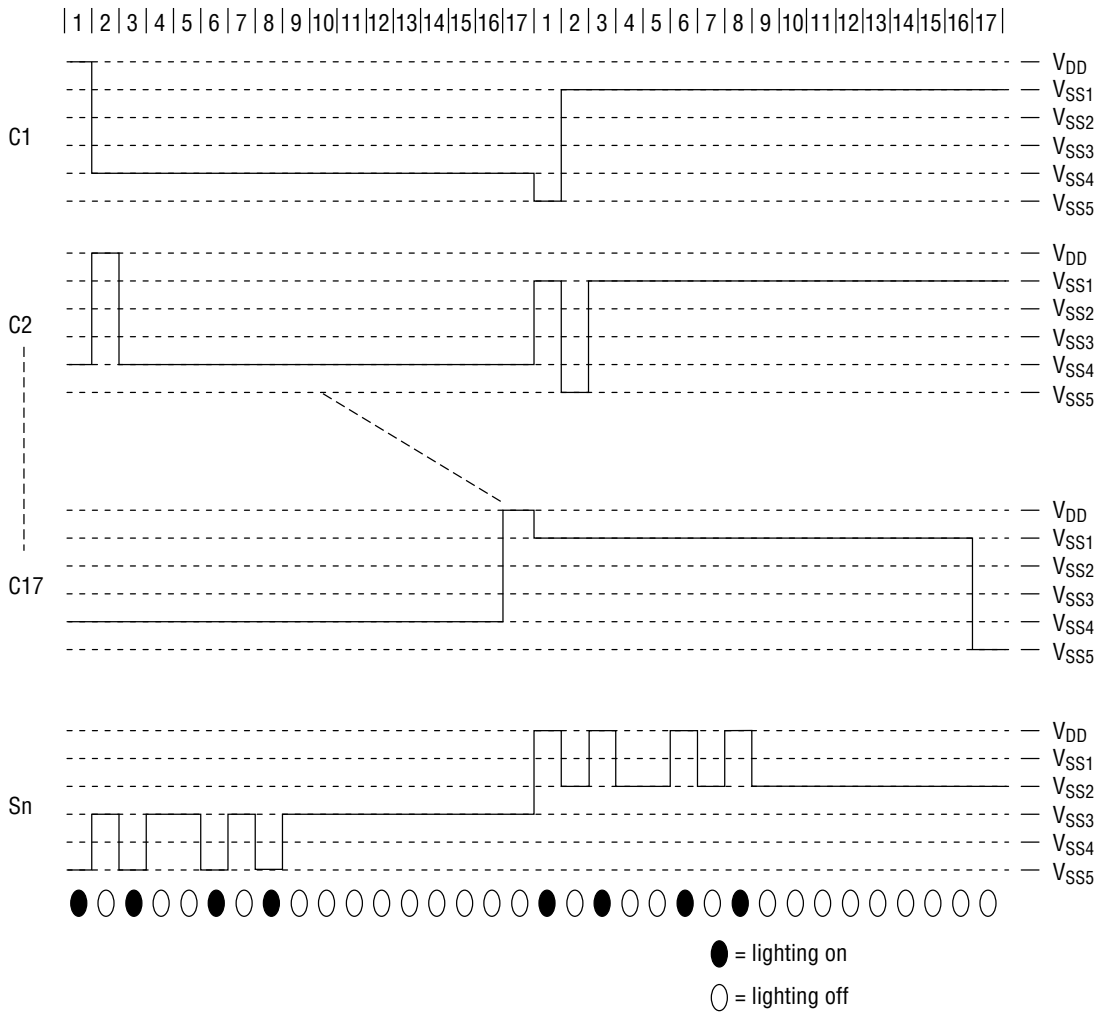 1 2 3 4 5 6 7 8 9 10 11 12 13 14 15 16 17 1 2 3 4 5 6 7 8 9 10 11 12 13 14 15 16 17
C1
VDD
VSS1
VSS2
VSS3
VSS4
VSS5
C2
VDD
VSS1
VSS2
VSS3
VSS4
VSS5
C17
VDD
VSS1
VSS2
VSS3
VSS4
VSS5
Sn
VDD
VSS1
VSS2
VSS3
VSS4
VSS5
= lighting on
= lighting off